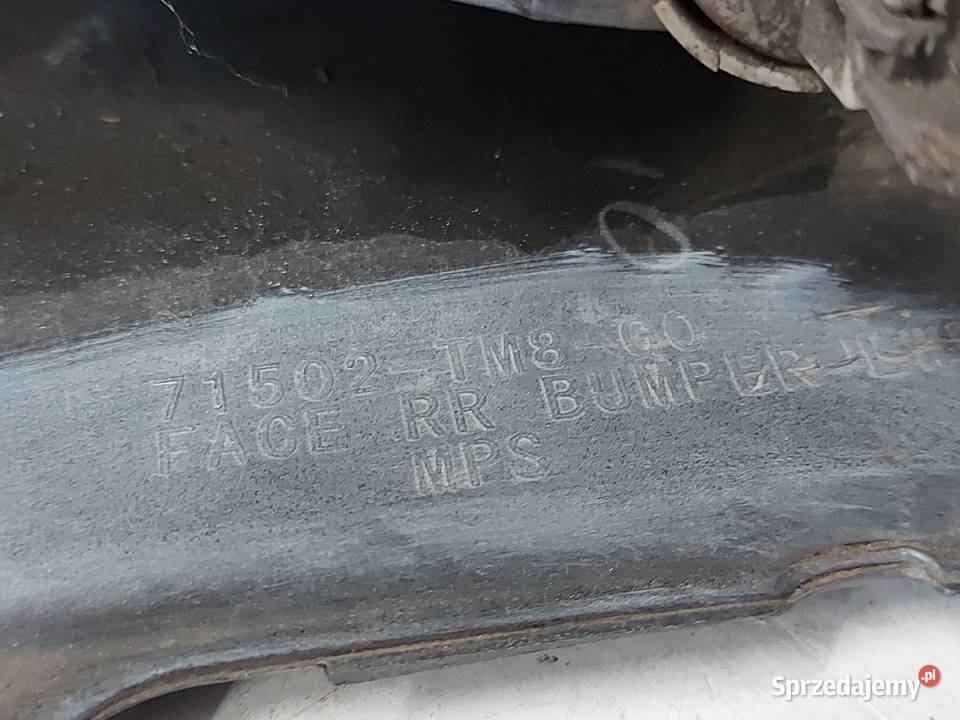 71502-TM8-G0
FACE RR BUMPER
MPS
Sprzedajemy.pl